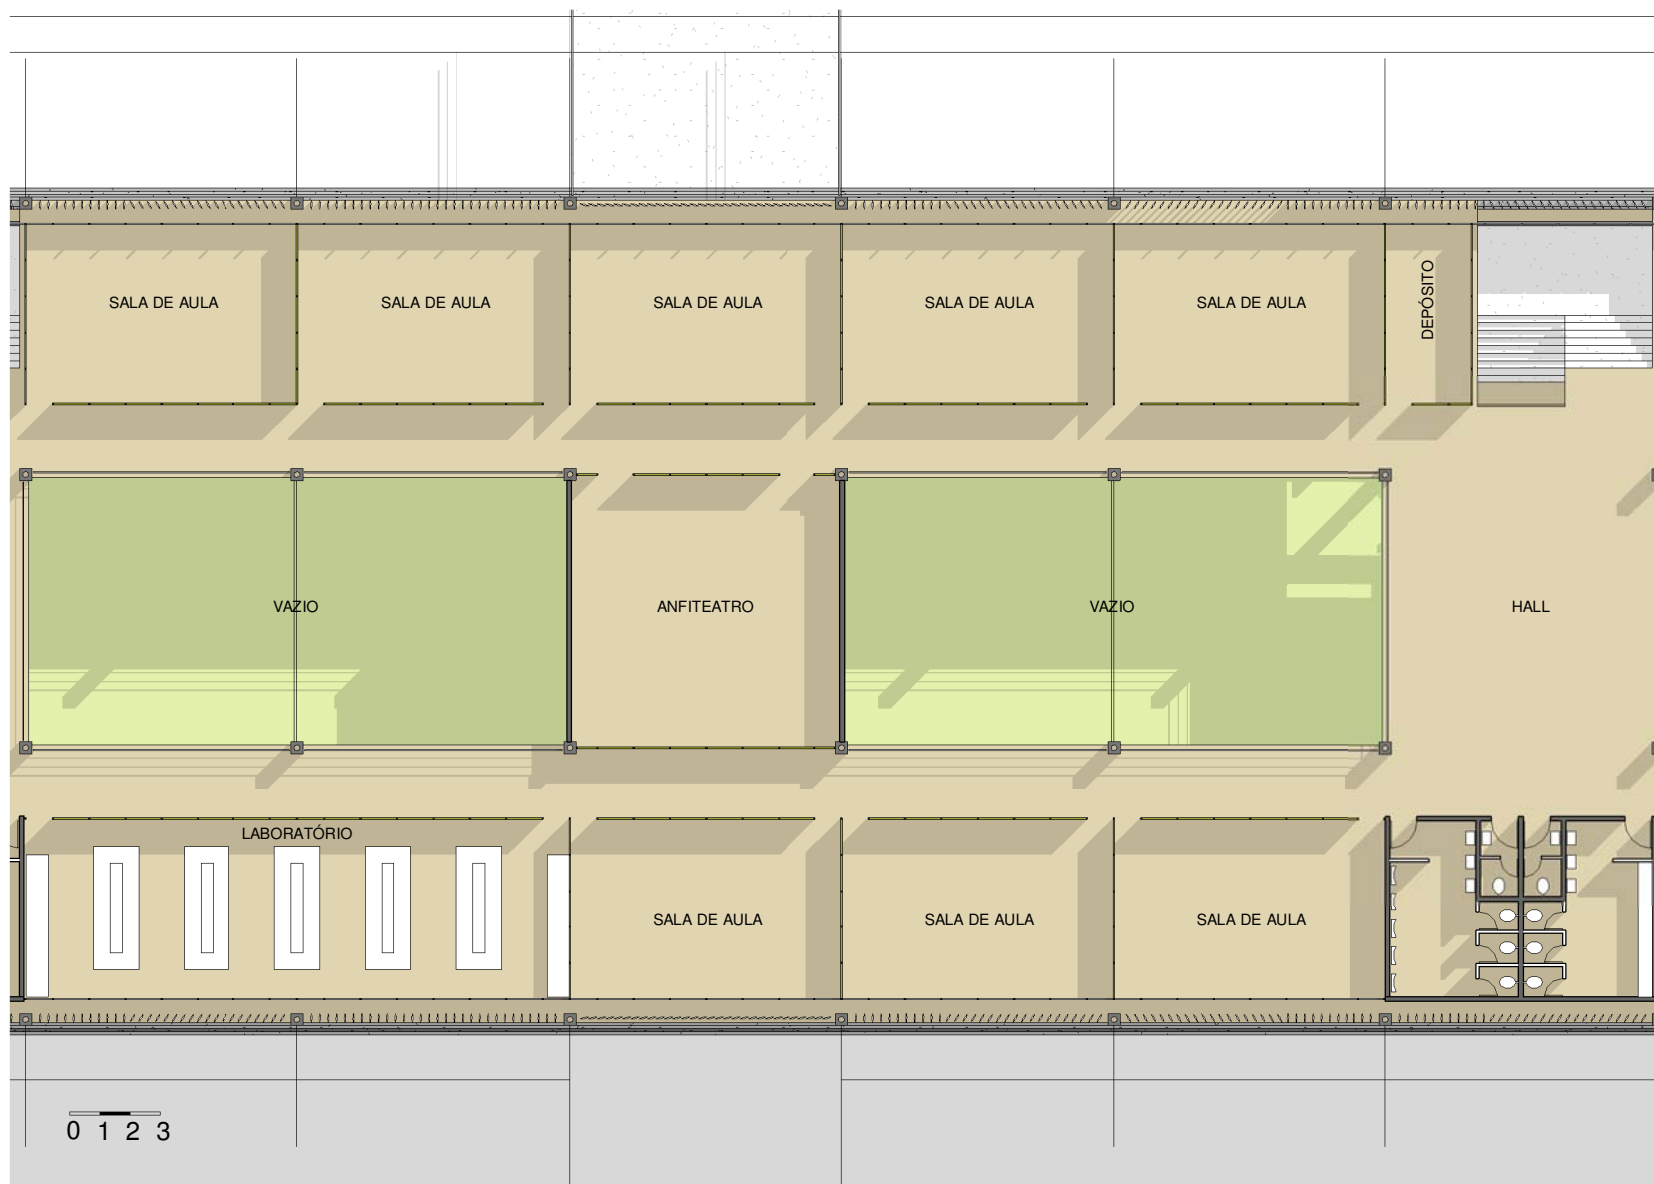 SALA DE AULA
SALA DE AULA
SALA DE AULA
SALA DE AULA
SALA DE AULA
DEPÓSITO
VAZIO
ANFITEATRO
VAZIO
HALL
LABORATÓRIO
SALA DE AULA
SALA DE AULA
SALA DE AULA
0 1 2 3